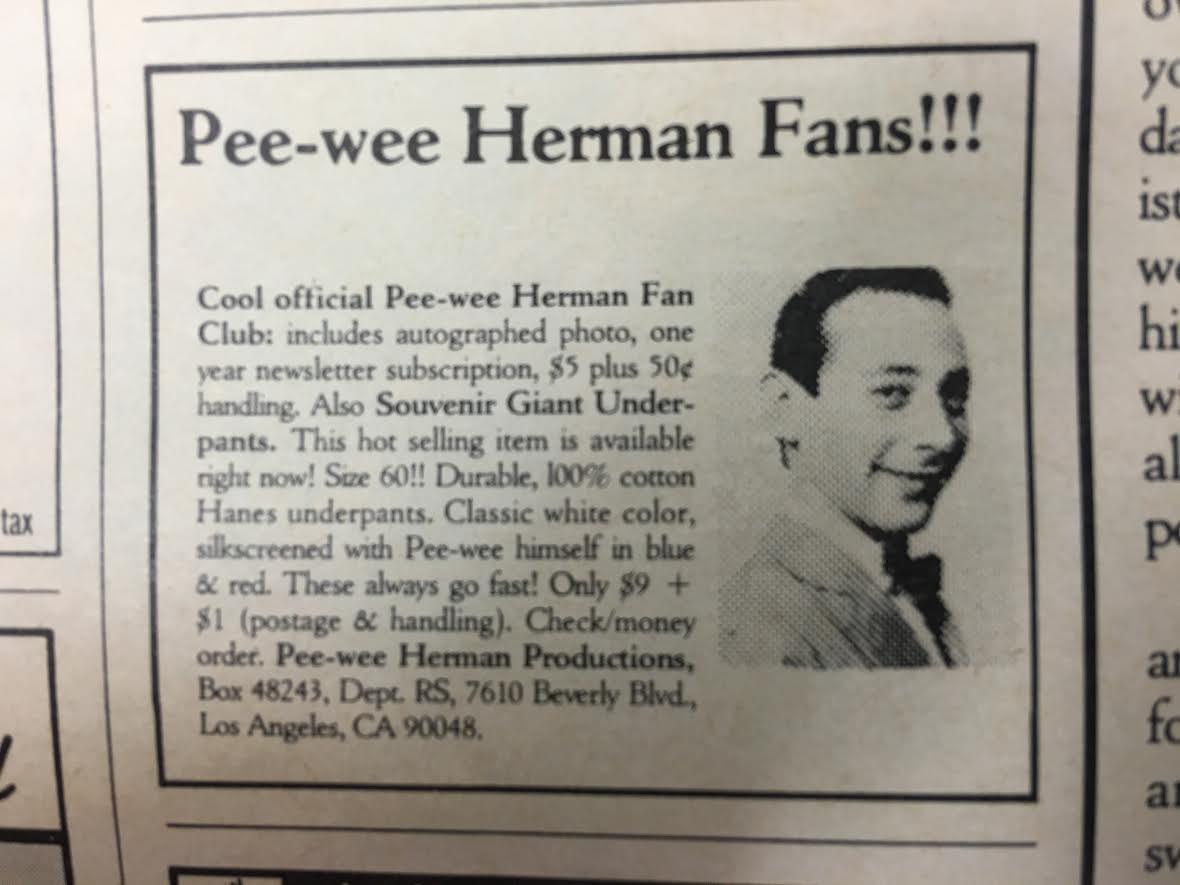 Pee-wee Herman Fans!!!
Cool official Pee-wee Herman Fan
Club: includes autographed photo, one
year newsletter subscription, $5 plus 50¢
handling. Also Souvenir Giant Under-
pants. This hot selling item is available
right now! Size 60!! Durable, 100% cotton
Hanes underpants. Classic white color,
silkscreened with Pee-wee himself in blue
& red. These always go fast! Only $9 +
$1 (postage & handling). Check/money
order. Pee-wee Herman Productions,
Box 48243, Dept. RS, 7610 Beverly Blvd.,
Los Angeles, CA 90048.
tax